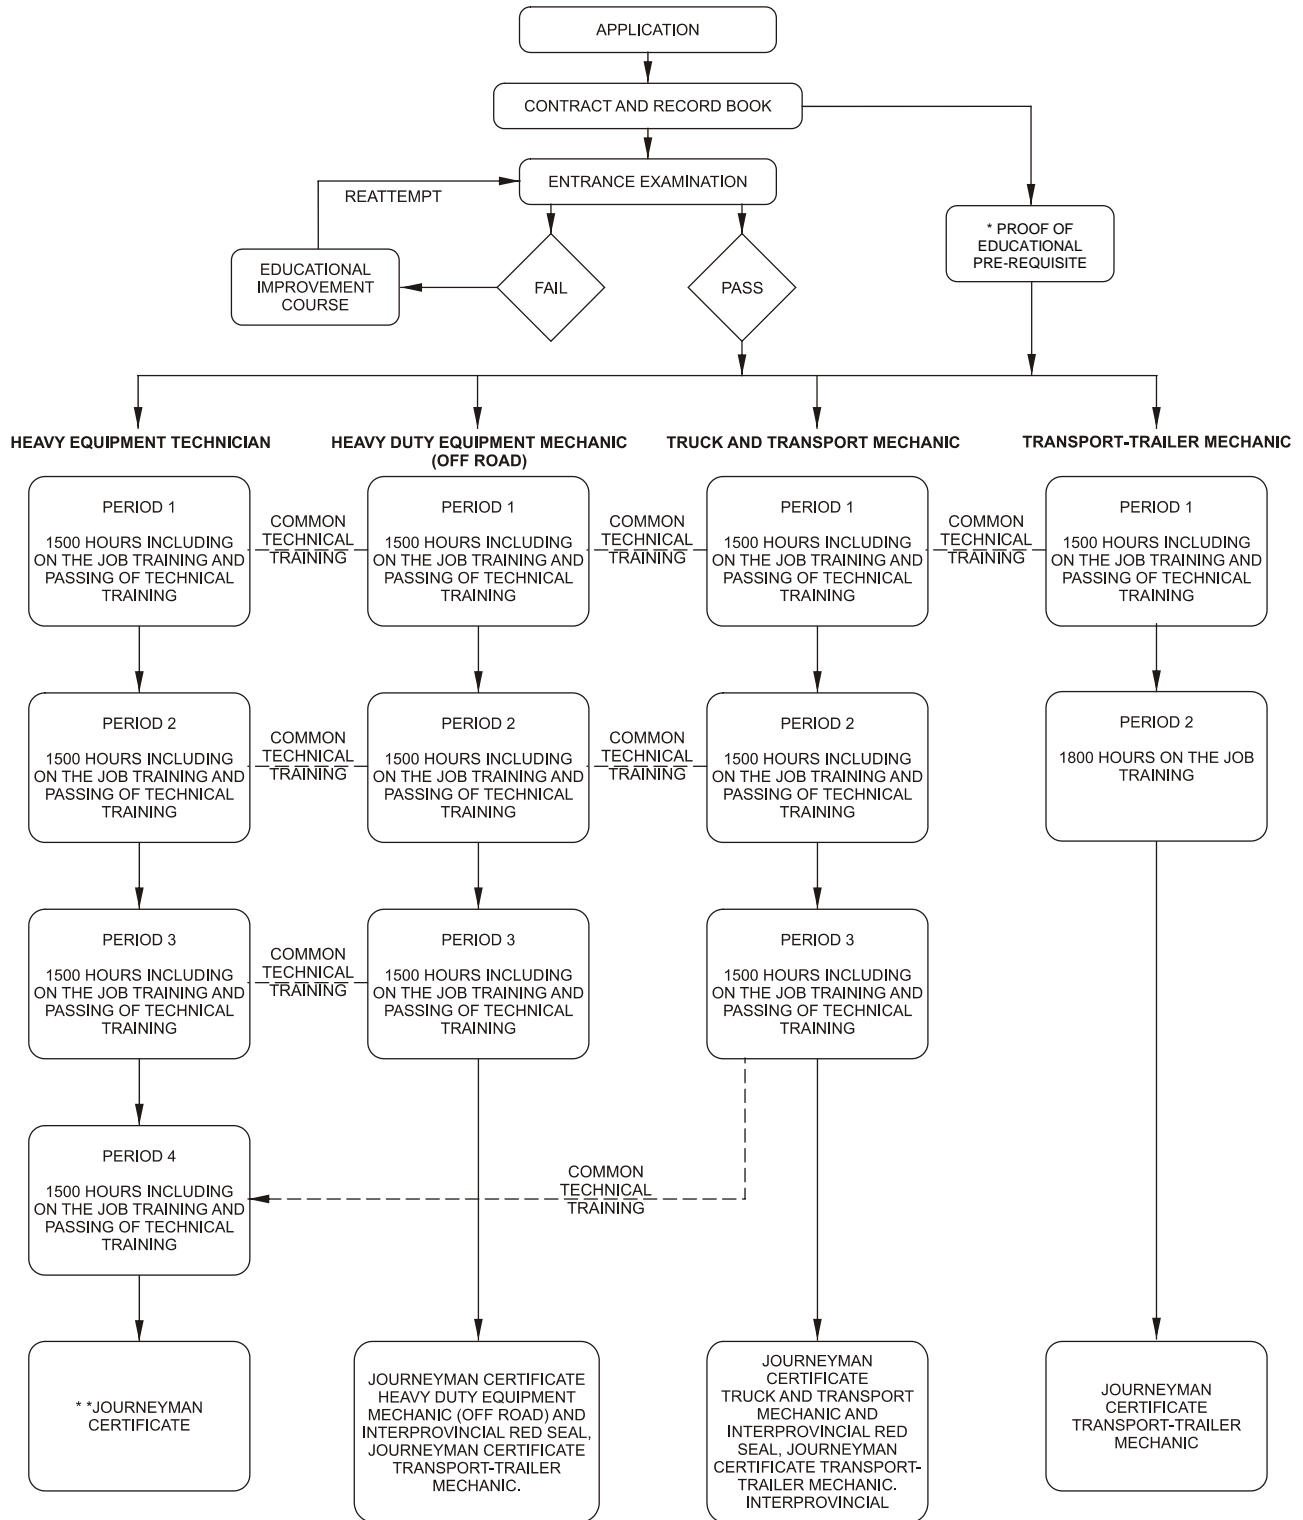 APPLICATION
CONTRACT AND RECORD BOOK
ENTRANCE EXAMINATION
REATTEMPT
* PROOF OF
EDUCATIONAL
PRE-REQUISITE
EDUCATIONAL
IMPROVEMENT
COURSE
FAIL
PASS
HEAVY EQUIPMENT TECHNICIAN
HEAVY DUTY EQUIPMENT MECHANIC
(OFF ROAD)
TRUCK AND TRANSPORT MECHANIC
TRANSPORT-TRAILER MECHANIC
PERIOD 1
1500 HOURS INCLUDING
ON THE JOB TRAINING AND
PASSING OF TECHNICAL
TRAINING
COMMON
TECHNICAL
TRAINING
PERIOD 1
1500 HOURS INCLUDING
ON THE JOB TRAINING AND
PASSING OF TECHNICAL
TRAINING
COMMON
TECHNICAL
TRAINING
PERIOD 1
1500 HOURS INCLUDING
ON THE JOB TRAINING AND
PASSING OF TECHNICAL
TRAINING
COMMON
TECHNICAL
TRAINING
PERIOD 1
1500 HOURS INCLUDING
ON THE JOB TRAINING AND
PASSING OF TECHNICAL
TRAINING
PERIOD 2
1500 HOURS INCLUDING
ON THE JOB TRAINING AND
PASSING OF TECHNICAL
TRAINING
COMMON
TECHNICAL
TRAINING
PERIOD 2
1500 HOURS INCLUDING
ON THE JOB TRAINING AND
PASSING OF TECHNICAL
TRAINING
COMMON
TECHNICAL
TRAINING
PERIOD 2
1500 HOURS INCLUDING
ON THE JOB TRAINING AND
PASSING OF TECHNICAL
TRAINING
PERIOD 2
1800 HOURS ON THE JOB
TRAINING
PERIOD 3
1500 HOURS INCLUDING
ON THE JOB TRAINING AND
PASSING OF TECHNICAL
TRAINING
COMMON
TECHNICAL
TRAINING
PERIOD 3
1500 HOURS INCLUDING
ON THE JOB TRAINING AND
PASSING OF TECHNICAL
TRAINING
PERIOD 3
1500 HOURS INCLUDING
ON THE JOB TRAINING AND
PASSING OF TECHNICAL
TRAINING
PERIOD 4
1500 HOURS INCLUDING
ON THE JOB TRAINING AND
PASSING OF TECHNICAL
TRAINING
COMMON
TECHNICAL
TRAINING
* *JOURNEYMAN
CERTIFICATE
JOURNEYMAN CERTIFICATE
HEAVY DUTY EQUIPMENT
MECHANIC (OFF ROAD) AND
INTERPROVINCIAL RED SEAL,
JOURNEYMAN CERTIFICATE
TRANSPORT-TRAILER
MECHANIC.
JOURNEYMAN
CERTIFICATE
TRUCK AND TRANSPORT
MECHANIC AND
INTERPROVINCIAL RED
SEAL, JOURNEYMAN
CERTIFICATE TRANSPORT-
TRAILER MECHANIC.
INTERPROVINCIAL
JOURNEYMAN
CERTIFICATE
TRANSPORT-TRAILER
MECHANIC